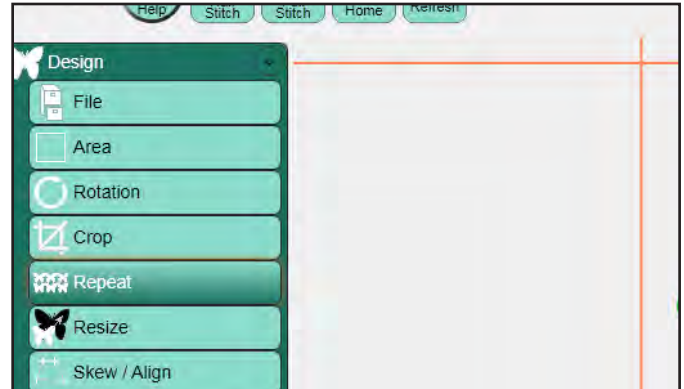 Help Stitch Stitch Home Refresh
Design
File
Area
Rotation
Crop
Repeat
Resize
Skew / Align